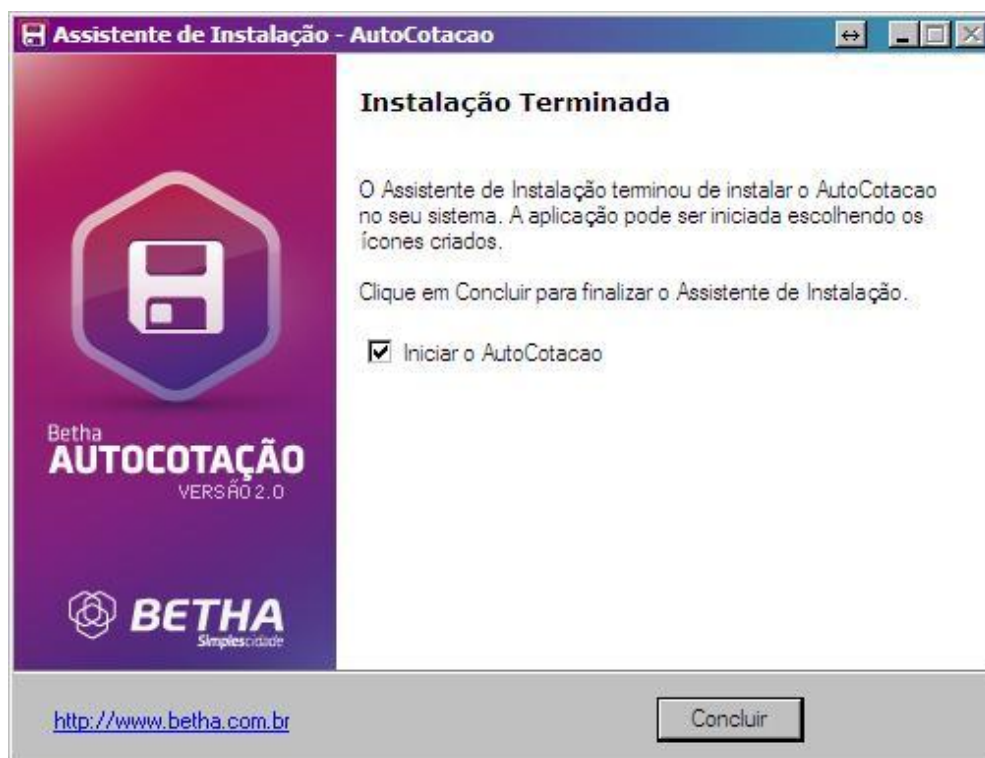 Assistente de Instalação - AutoCotacao
Instalação Terminada
O Assistente de Instalação terminou de instalar o AutoCotacao
no seu sistema. A aplicação pode ser iniciada escolhendo os
ícones criados.
Clique em Concluir para finalizar o Assistente de Instalação.
Iniciar o AutoCotacao
Betha
AUTOCOTAÇÃO
VERSÃO 2.0
BETHA
Simplescidade
http://www.betha.com.br
Concluir